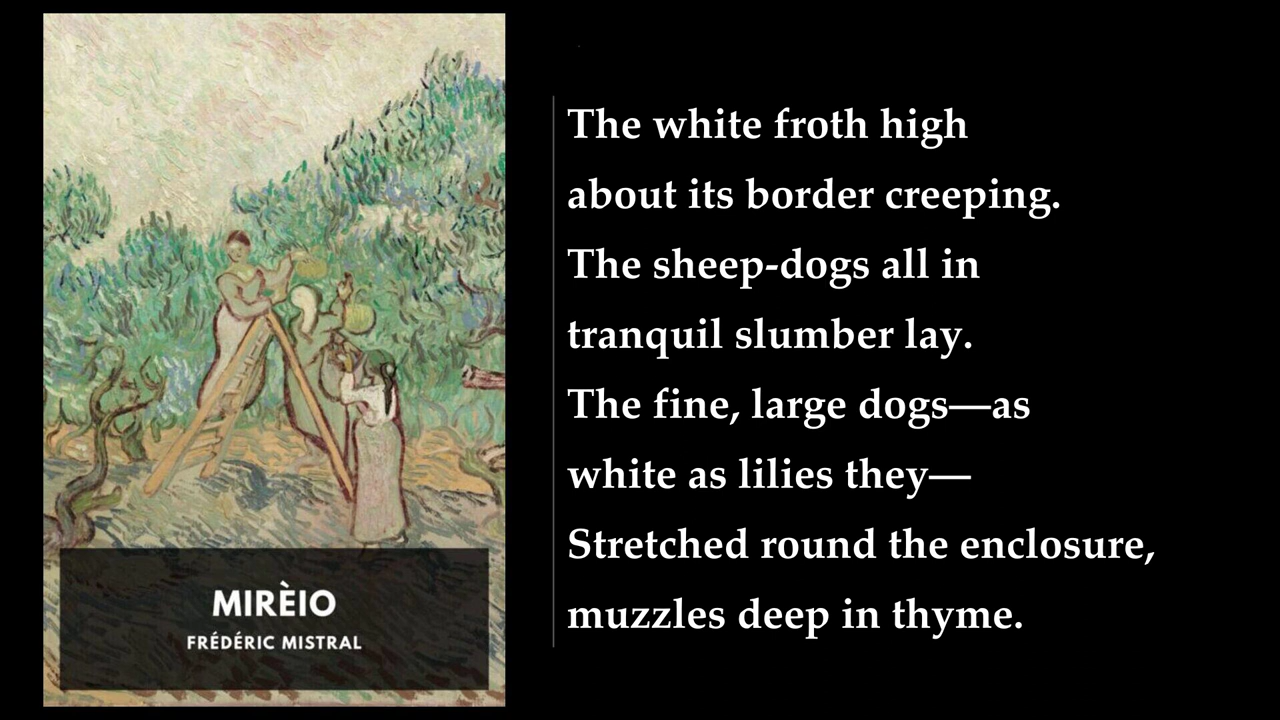 MIRÈIO
FRÉDÉRIC MISTRAL
The white froth high
about its border creeping.
The sheep-dogs all in
tranquil slumber lay.
The fine, large dogs—as
white as lilies they—
Stretched round the enclosure,
muzzles deep in thyme.